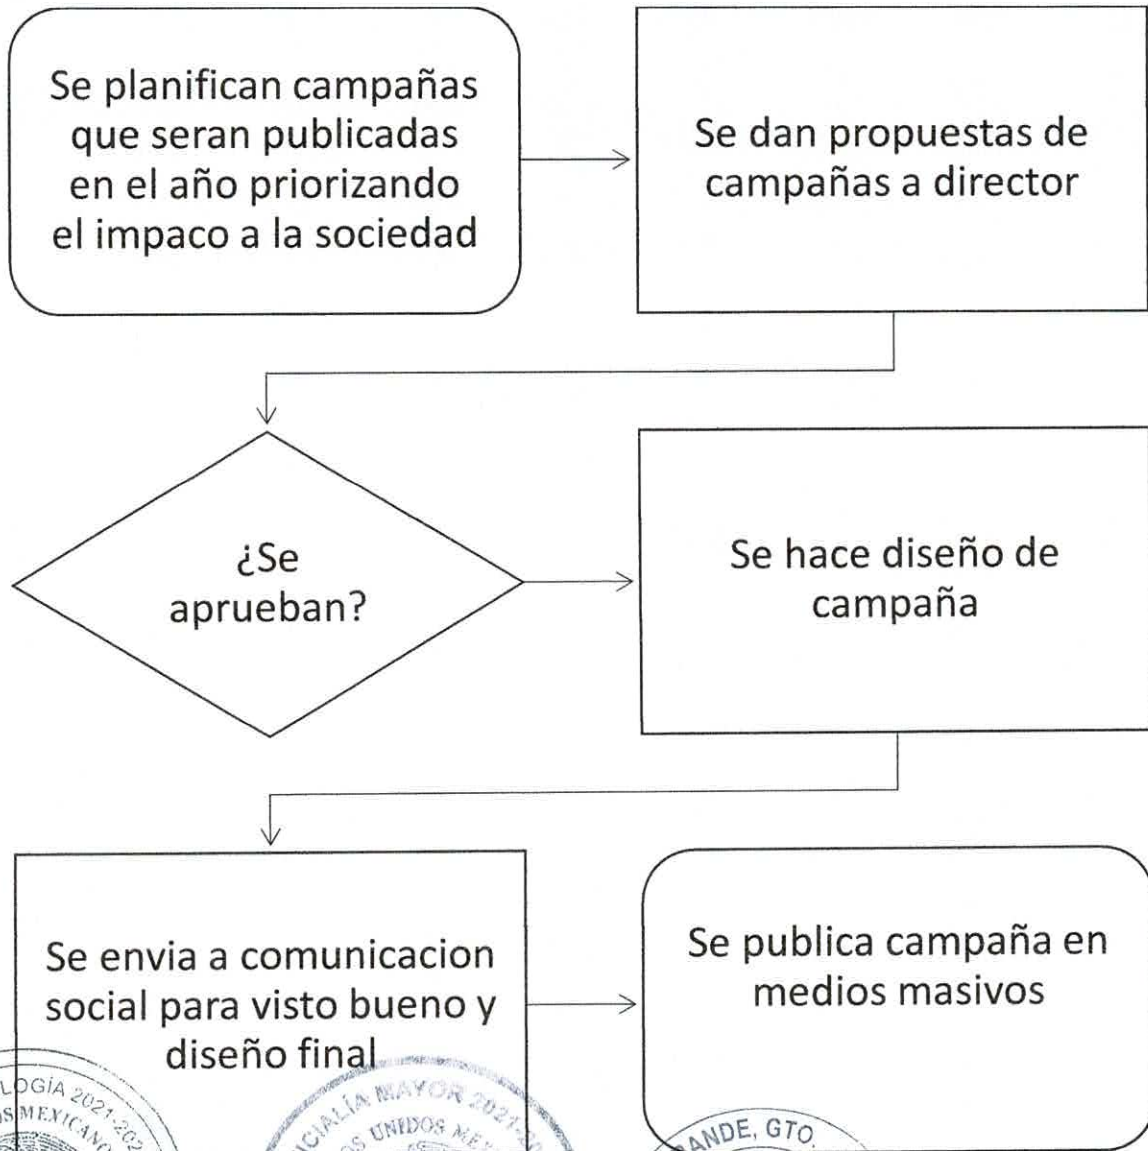 Se planifican campañas
que seran publicadas
en el año priorizando
el impaco a la sociedad
Se dan propuestas de
campañas a director
¿Se
aprueban?
Se hace diseño de
campaña
Se envia a comunicacion
social para visto bueno y
diseño final
Se publica campaña en
medios masivos
MAYOR
UNIDOS
GTO.